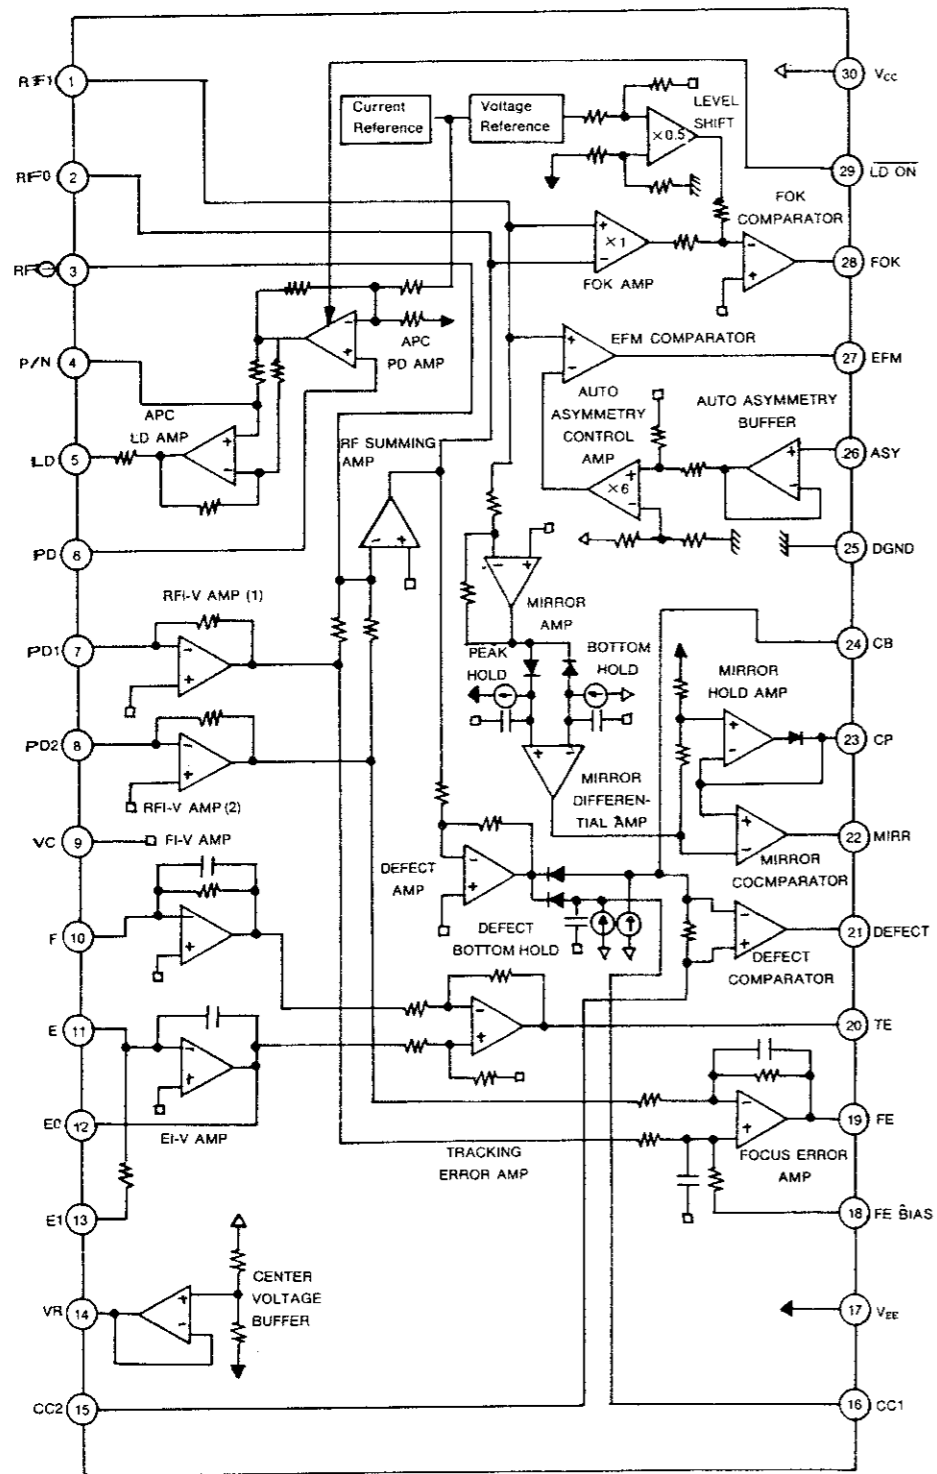 RF1 1
RF0 2
RF⊖ 3
P/N 4
LD 5
PD 6
PD1 7
PD2 8
VC 9
F 10
E 11
E0 12
E1 13
VR 14
CC2 15
30 VCC
29 LD ON
28 FOK
27 EFM
26 ASY
25 DGND
24 CB
23 CP
22 MIRR
21 DEFECT
20 TE
19 FE
18 FE BIAS
17 VEE
16 CC1
Current
Reference
Voltage
Reference
LEVEL
SHIFT
×0.5
FOK
COMPARATOR
×1
FOK AMP
APC
PD AMP
EFM COMPARATOR
APC
LD AMP
AUTO
ASYMMETRY
CONTROL
AMP
×6
AUTO ASYMMETRY
BUFFER
RF SUMMING
AMP
RFI-V AMP (1)
MIRROR
AMP
PEAK
HOLD
BOTTOM
HOLD
MIRROR
HOLD AMP
RFI-V AMP (2)
MIRROR
DIFFEREN-
TIAL AMP
FI-V AMP
DEFECT
AMP
MIRROR
COCMPARATOR
DEFECT
BOTTOM HOLD
DEFECT
COMPARATOR
EI-V AMP
TRACKING
ERROR AMP
FOCUS ERROR
AMP
CENTER
VOLTAGE
BUFFER